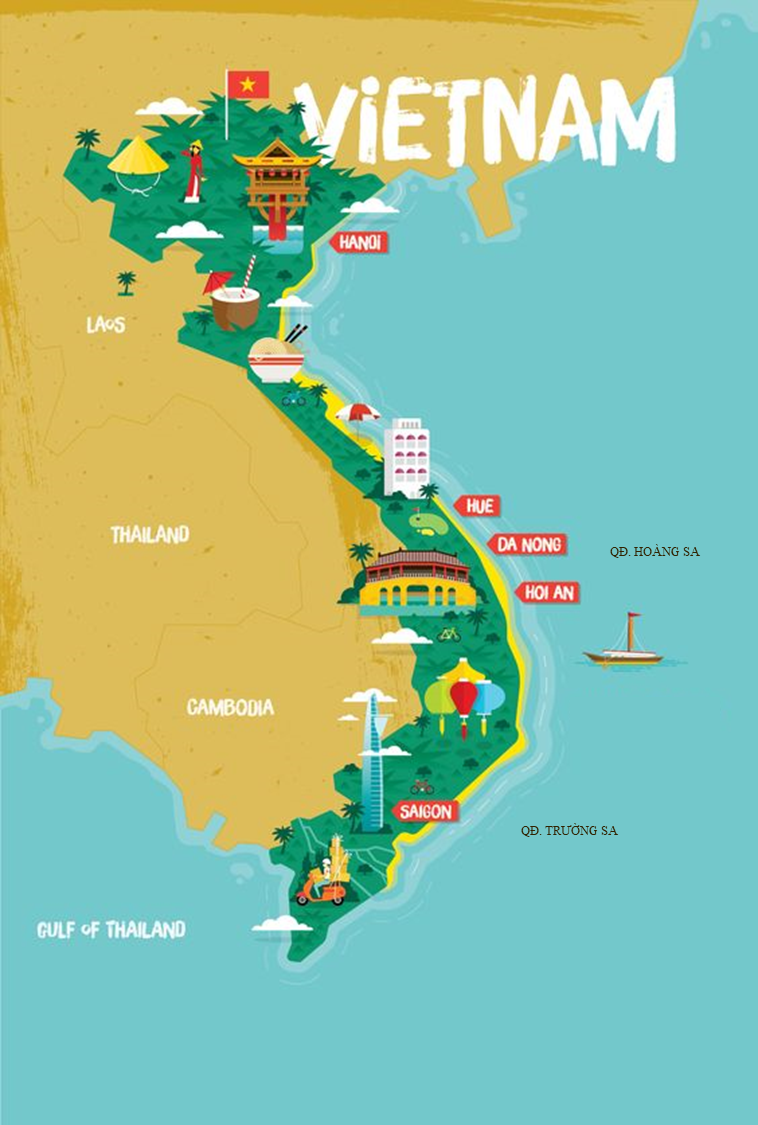 ViETNAM
HANOi
LAOS
HUE
THAILAND
DA NONG
QĐ. HOÀNG SA
HOI AN
CAMBODIA
SAIGON
QĐ. TRƯỜNG SA
GULF OF THAILAND